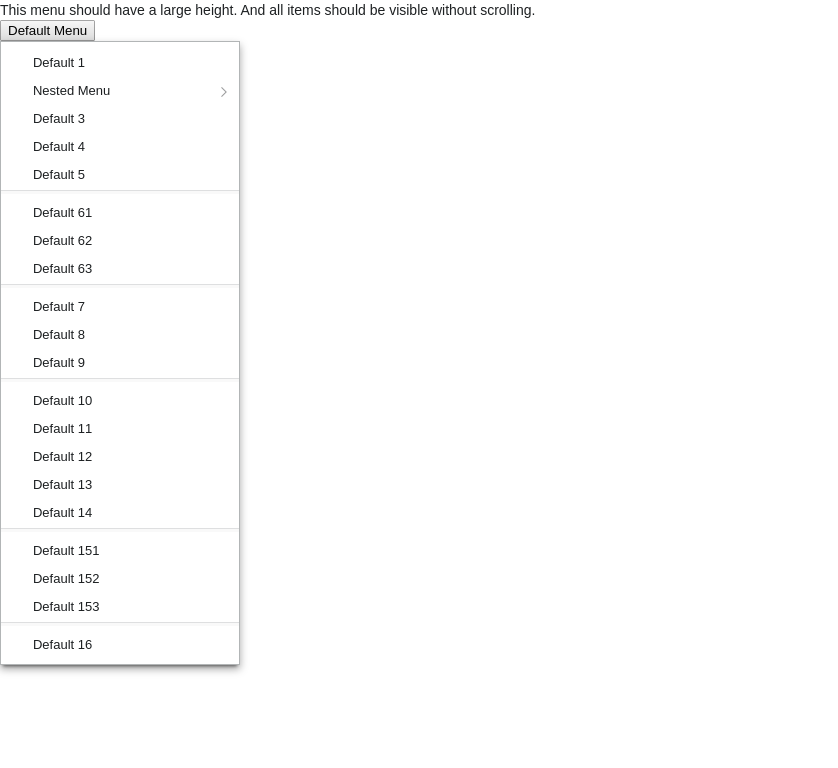 This menu should have a large height. And all items should be visible without scrolling.
Default Menu
Default 1
Nested Menu
Default 3
Default 4
Default 5
Default 61
Default 62
Default 63
Default 7
Default 8
Default 9
Default 10
Default 11
Default 12
Default 13
Default 14
Default 151
Default 152
Default 153
Default 16